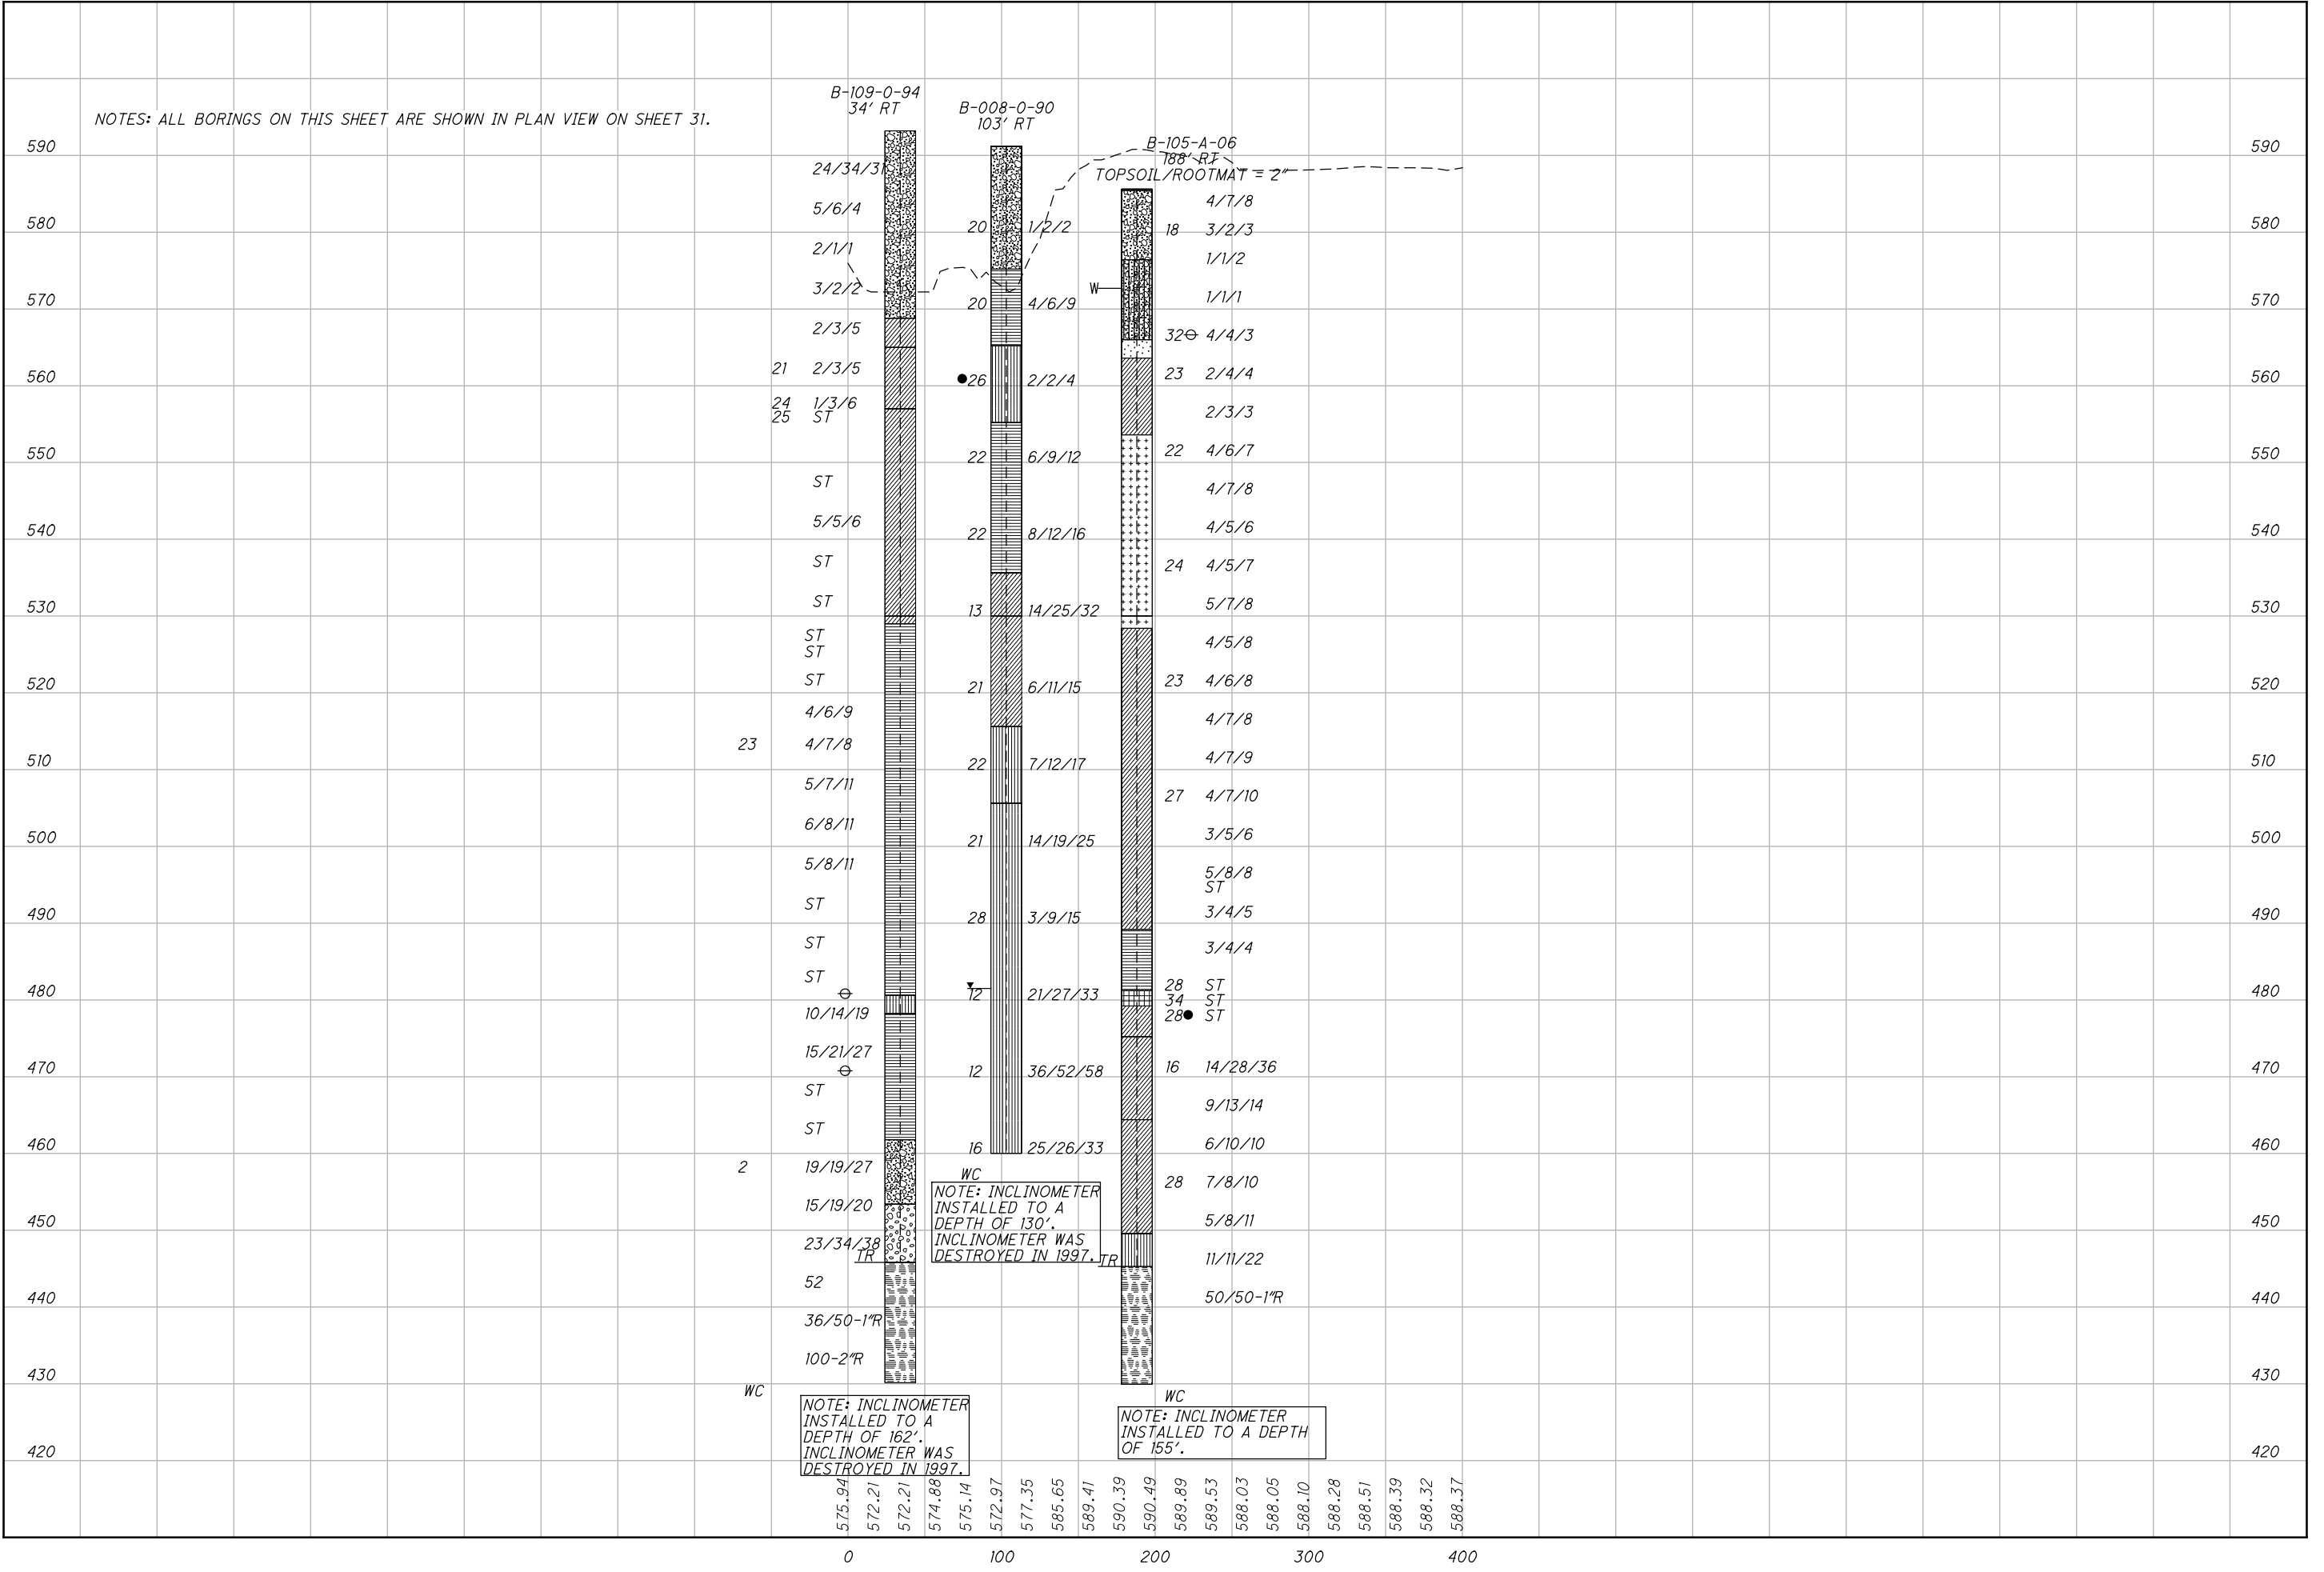 B-109-0-94
34' RT
B-008-0-90
103' RT
NOTES: ALL BORINGS ON THIS SHEET ARE SHOWN IN PLAN VIEW ON SHEET 31.
B-105-A-06
188' RT
TOPSOIL/ROOTMAT = 2"
590
580
570
560
550
540
530
520
510
500
490
480
470
460
450
440
430
420
24/34/31
5/6/4
2/1/1
3/2/2
2/3/5
21 2/3/5
24 1/3/6
25 ST
ST
5/5/6
ST
ST
ST
ST
ST
4/6/9
23 4/7/8
5/7/11
6/8/11
5/8/11
ST
ST
ST
10/14/19
15/21/27
ST
ST
2 19/19/27
15/19/20
23/34/38
TR
52
36/50-1"R
100-2"R
WC
NOTE: INCLINOMETER
INSTALLED TO A
DEPTH OF 162'.
INCLINOMETER WAS
DESTROYED IN 1997.
20 1/2/2
20 4/6/9
26 2/2/4
22 6/9/12
22 8/12/16
13 14/25/32
21 6/11/15
22 7/12/17
21 14/19/25
28 3/9/15
12 21/27/33
12 36/52/58
16 25/26/33
WC
NOTE: INCLINOMETER
INSTALLED TO A
DEPTH OF 130'.
INCLINOMETER WAS
DESTROYED IN 1997.
4/7/8
18 3/2/3
1/1/2
W
1/1/1
32 4/4/3
23 2/4/4
2/3/3
22 4/6/7
4/7/8
4/5/6
24 4/5/7
5/7/8
4/5/8
23 4/6/8
4/7/8
4/7/9
27 4/7/10
3/5/6
5/8/8
ST
3/4/5
3/4/4
28 ST
34 ST
28 ST
16 14/28/36
9/13/14
6/10/10
28 7/8/10
5/8/11
TR
11/11/22
50/50-1"R
WC
NOTE: INCLINOMETER
INSTALLED TO A DEPTH
OF 155'.
590
580
570
560
550
540
530
520
510
500
490
480
470
460
450
440
430
420
575.94
572.21
572.21
574.88
575.14
572.97
577.35
585.65
589.41
590.39
590.49
589.89
589.53
588.03
588.05
588.10
588.28
588.51
588.39
588.32
588.37
0 100 200 300 400